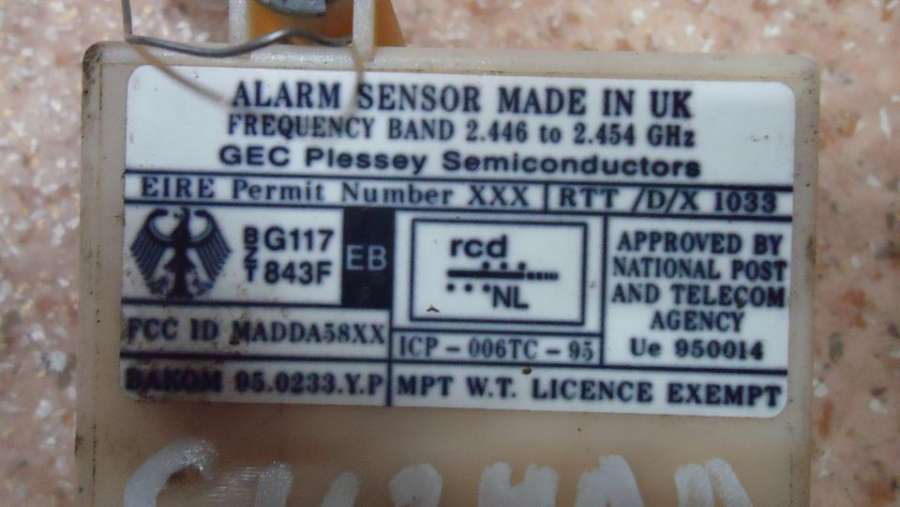 ALARM SENSOR MADE IN UK
FREQUENCY BAND 2.446 to 2.454 GHz
GEC Plessey Semiconductors
EIRE Permit Number XXX
RTT /D/X 1033
BZT G117
843F
EB
rcd
NL
APPROVED BY
NATIONAL POST
AND TELECOM
AGENCY
Ue 950014
FCC ID MADDA58XX
ICP - 006TC - 95
BAKOM 95.0233.Y.P
MPT W.T. LICENCE EXEMPT